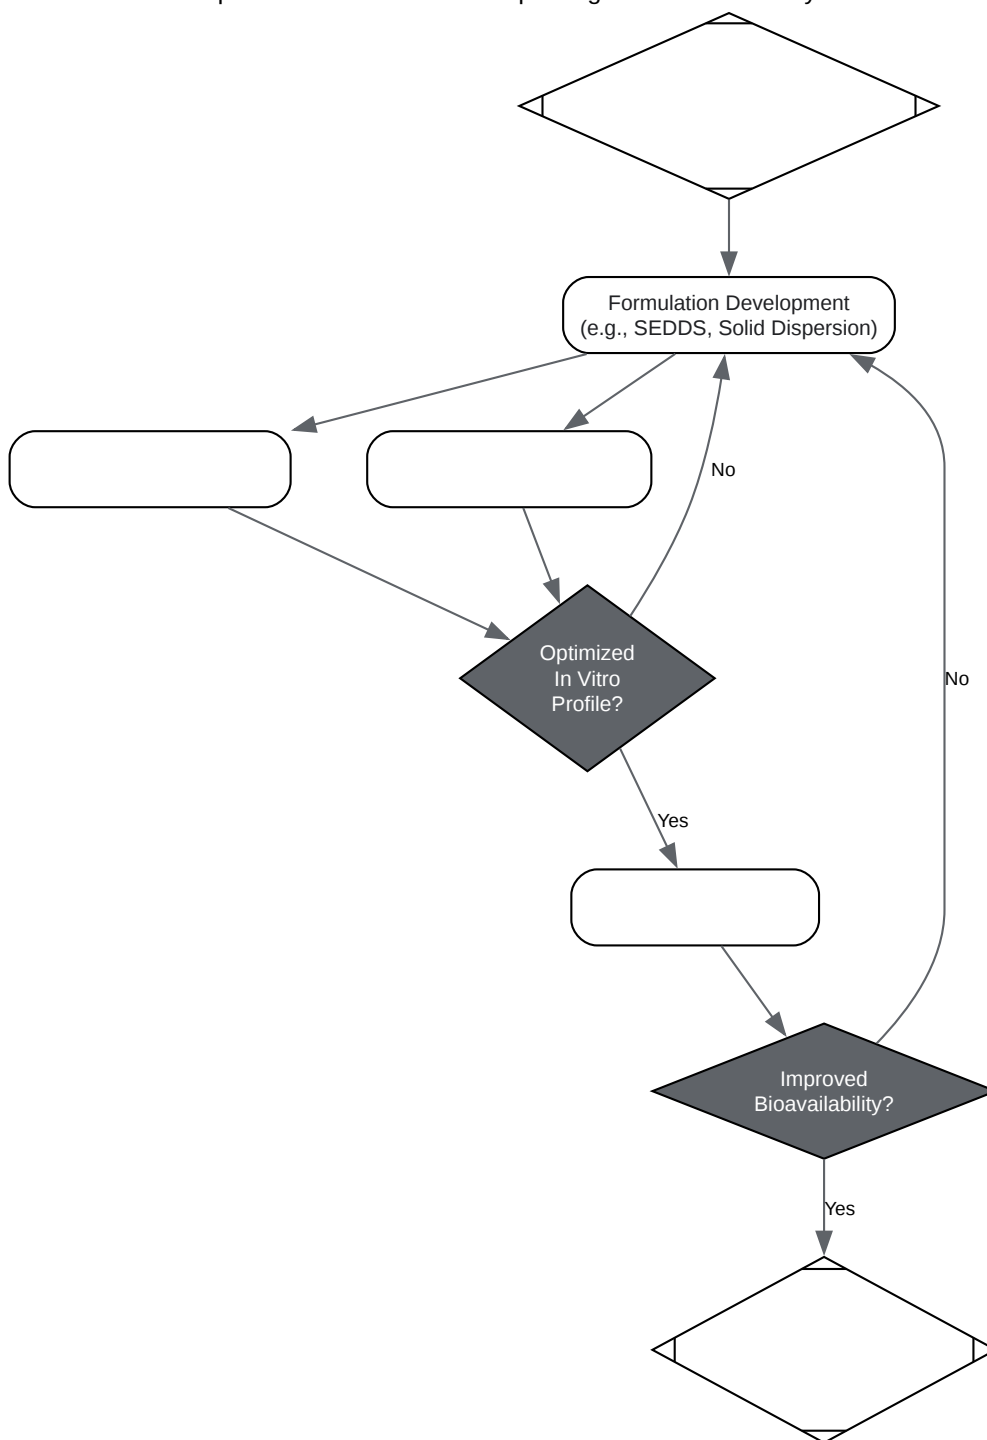 Formulation Development
(e.g., SEDDS, Solid Dispersion)
No
Optimized
In Vitro
Profile?
No
Yes
Improved
Bioavailability?
Yes